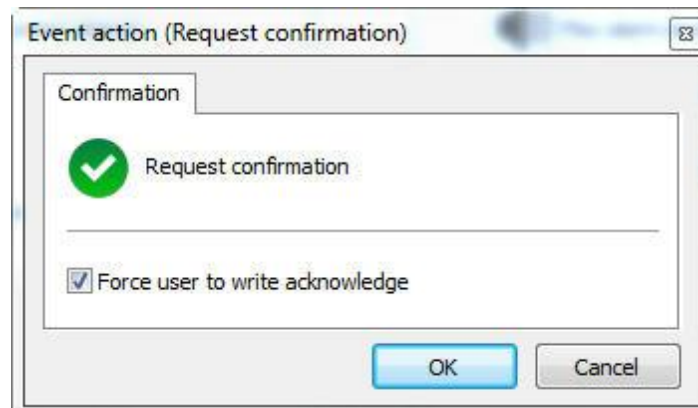 Event action (Request confirmation)
Confirmation
Request confirmation
Force user to write acknowledge
OK
Cancel